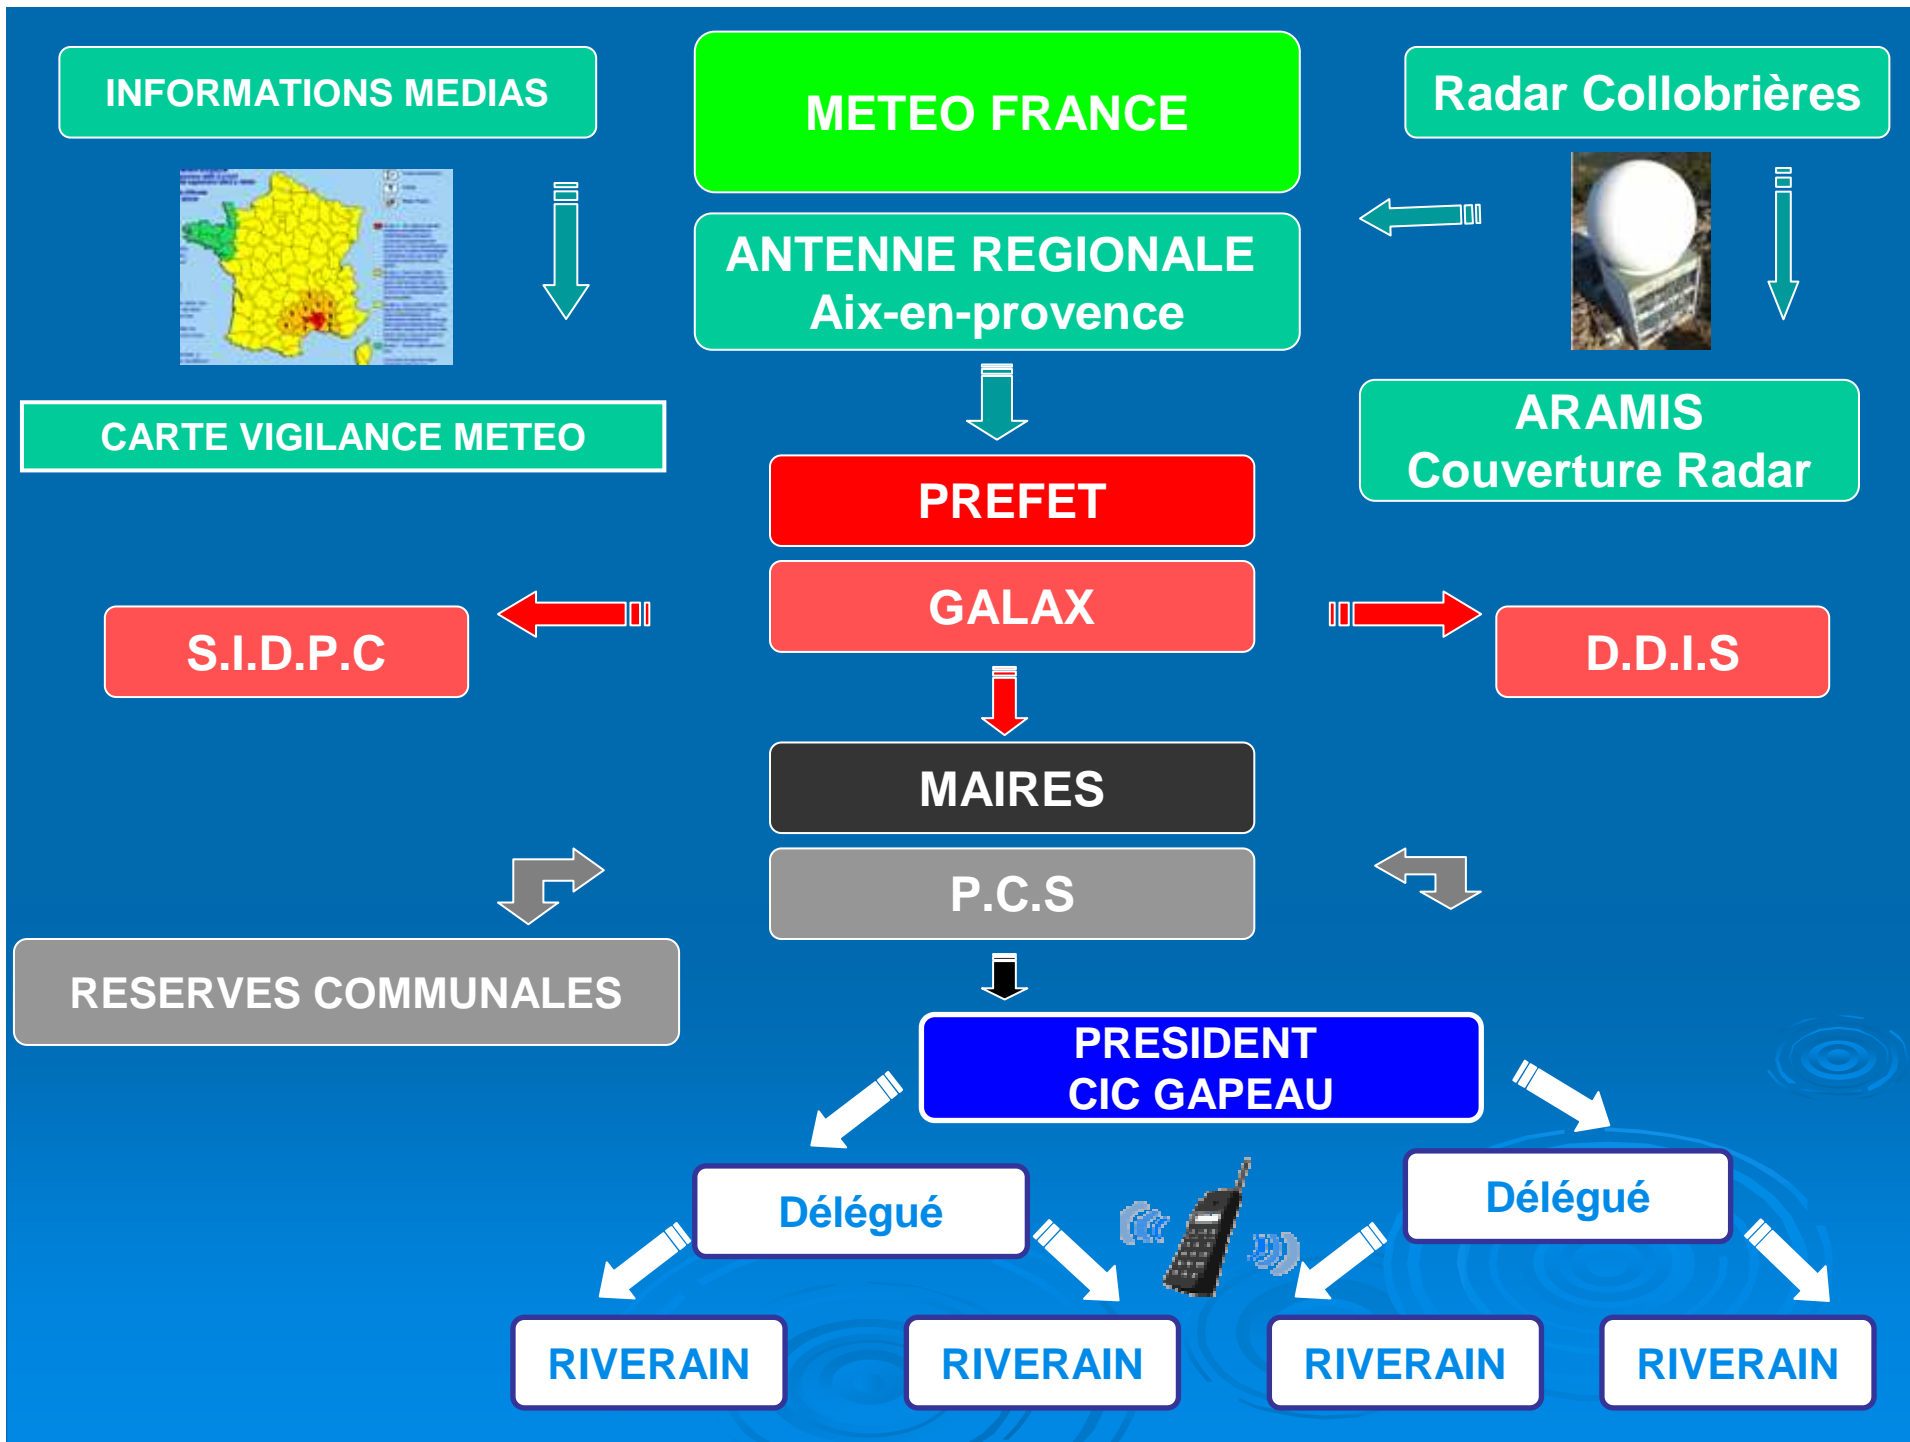 INFORMATIONS MEDIAS
METEO FRANCE
Radar Collobrières
ANTENNE REGIONALE
Aix-en-provence
CARTE VIGILANCE METEO
ARAMIS
Couverture Radar
PREFET
GALAX
S.I.D.P.C
D.D.I.S
MAIRES
P.C.S
RESERVES COMMUNALES
PRESIDENT
CIC GAPEAU
Délégué
Délégué
RIVERAIN
RIVERAIN
RIVERAIN
RIVERAIN